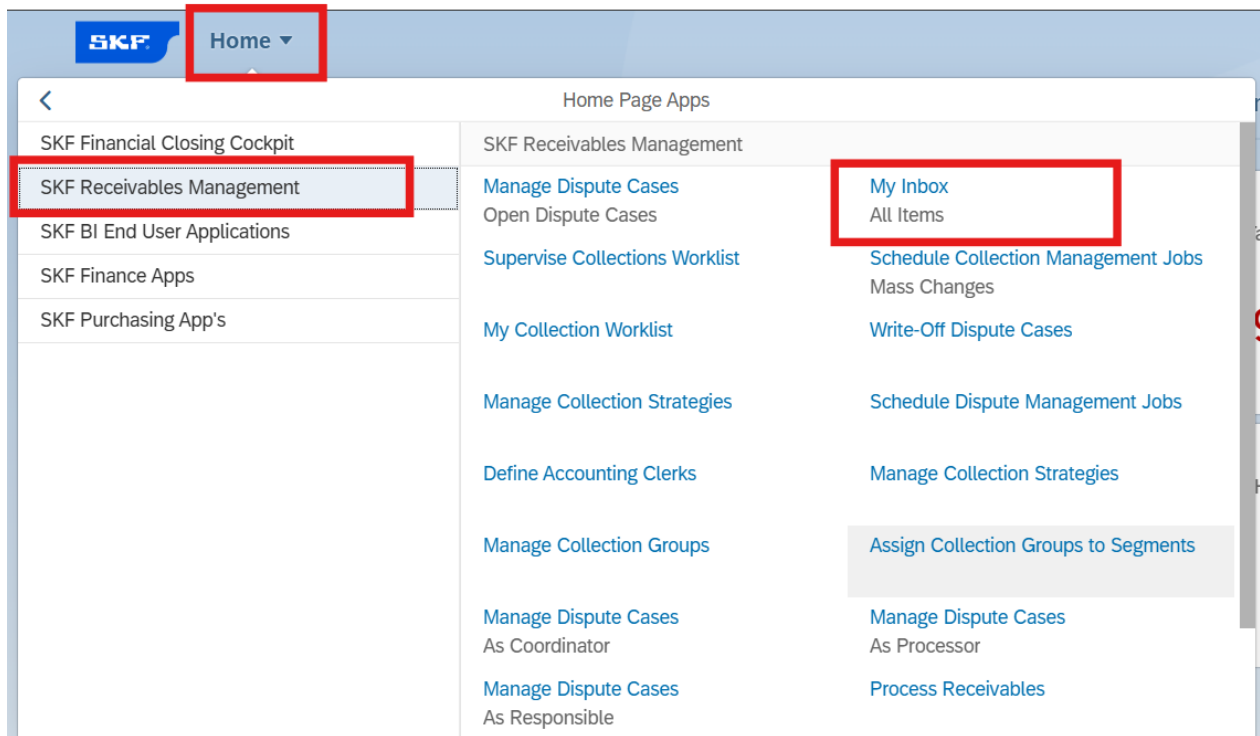 SKF
Home
Home Page Apps
SKF Financial Closing Cockpit
SKF Receivables Management
SKF BI End User Applications
SKF Finance Apps
SKF Purchasing App's
SKF Receivables Management
Manage Dispute Cases
Open Dispute Cases
My Inbox
All Items
Supervise Collections Worklist
Schedule Collection Management Jobs
Mass Changes
My Collection Worklist
Write-Off Dispute Cases
Manage Collection Strategies
Schedule Dispute Management Jobs
Define Accounting Clerks
Manage Collection Strategies
Manage Collection Groups
Assign Collection Groups to Segments
Manage Dispute Cases
As Coordinator
Manage Dispute Cases
As Processor
Manage Dispute Cases
As Responsible
Process Receivables